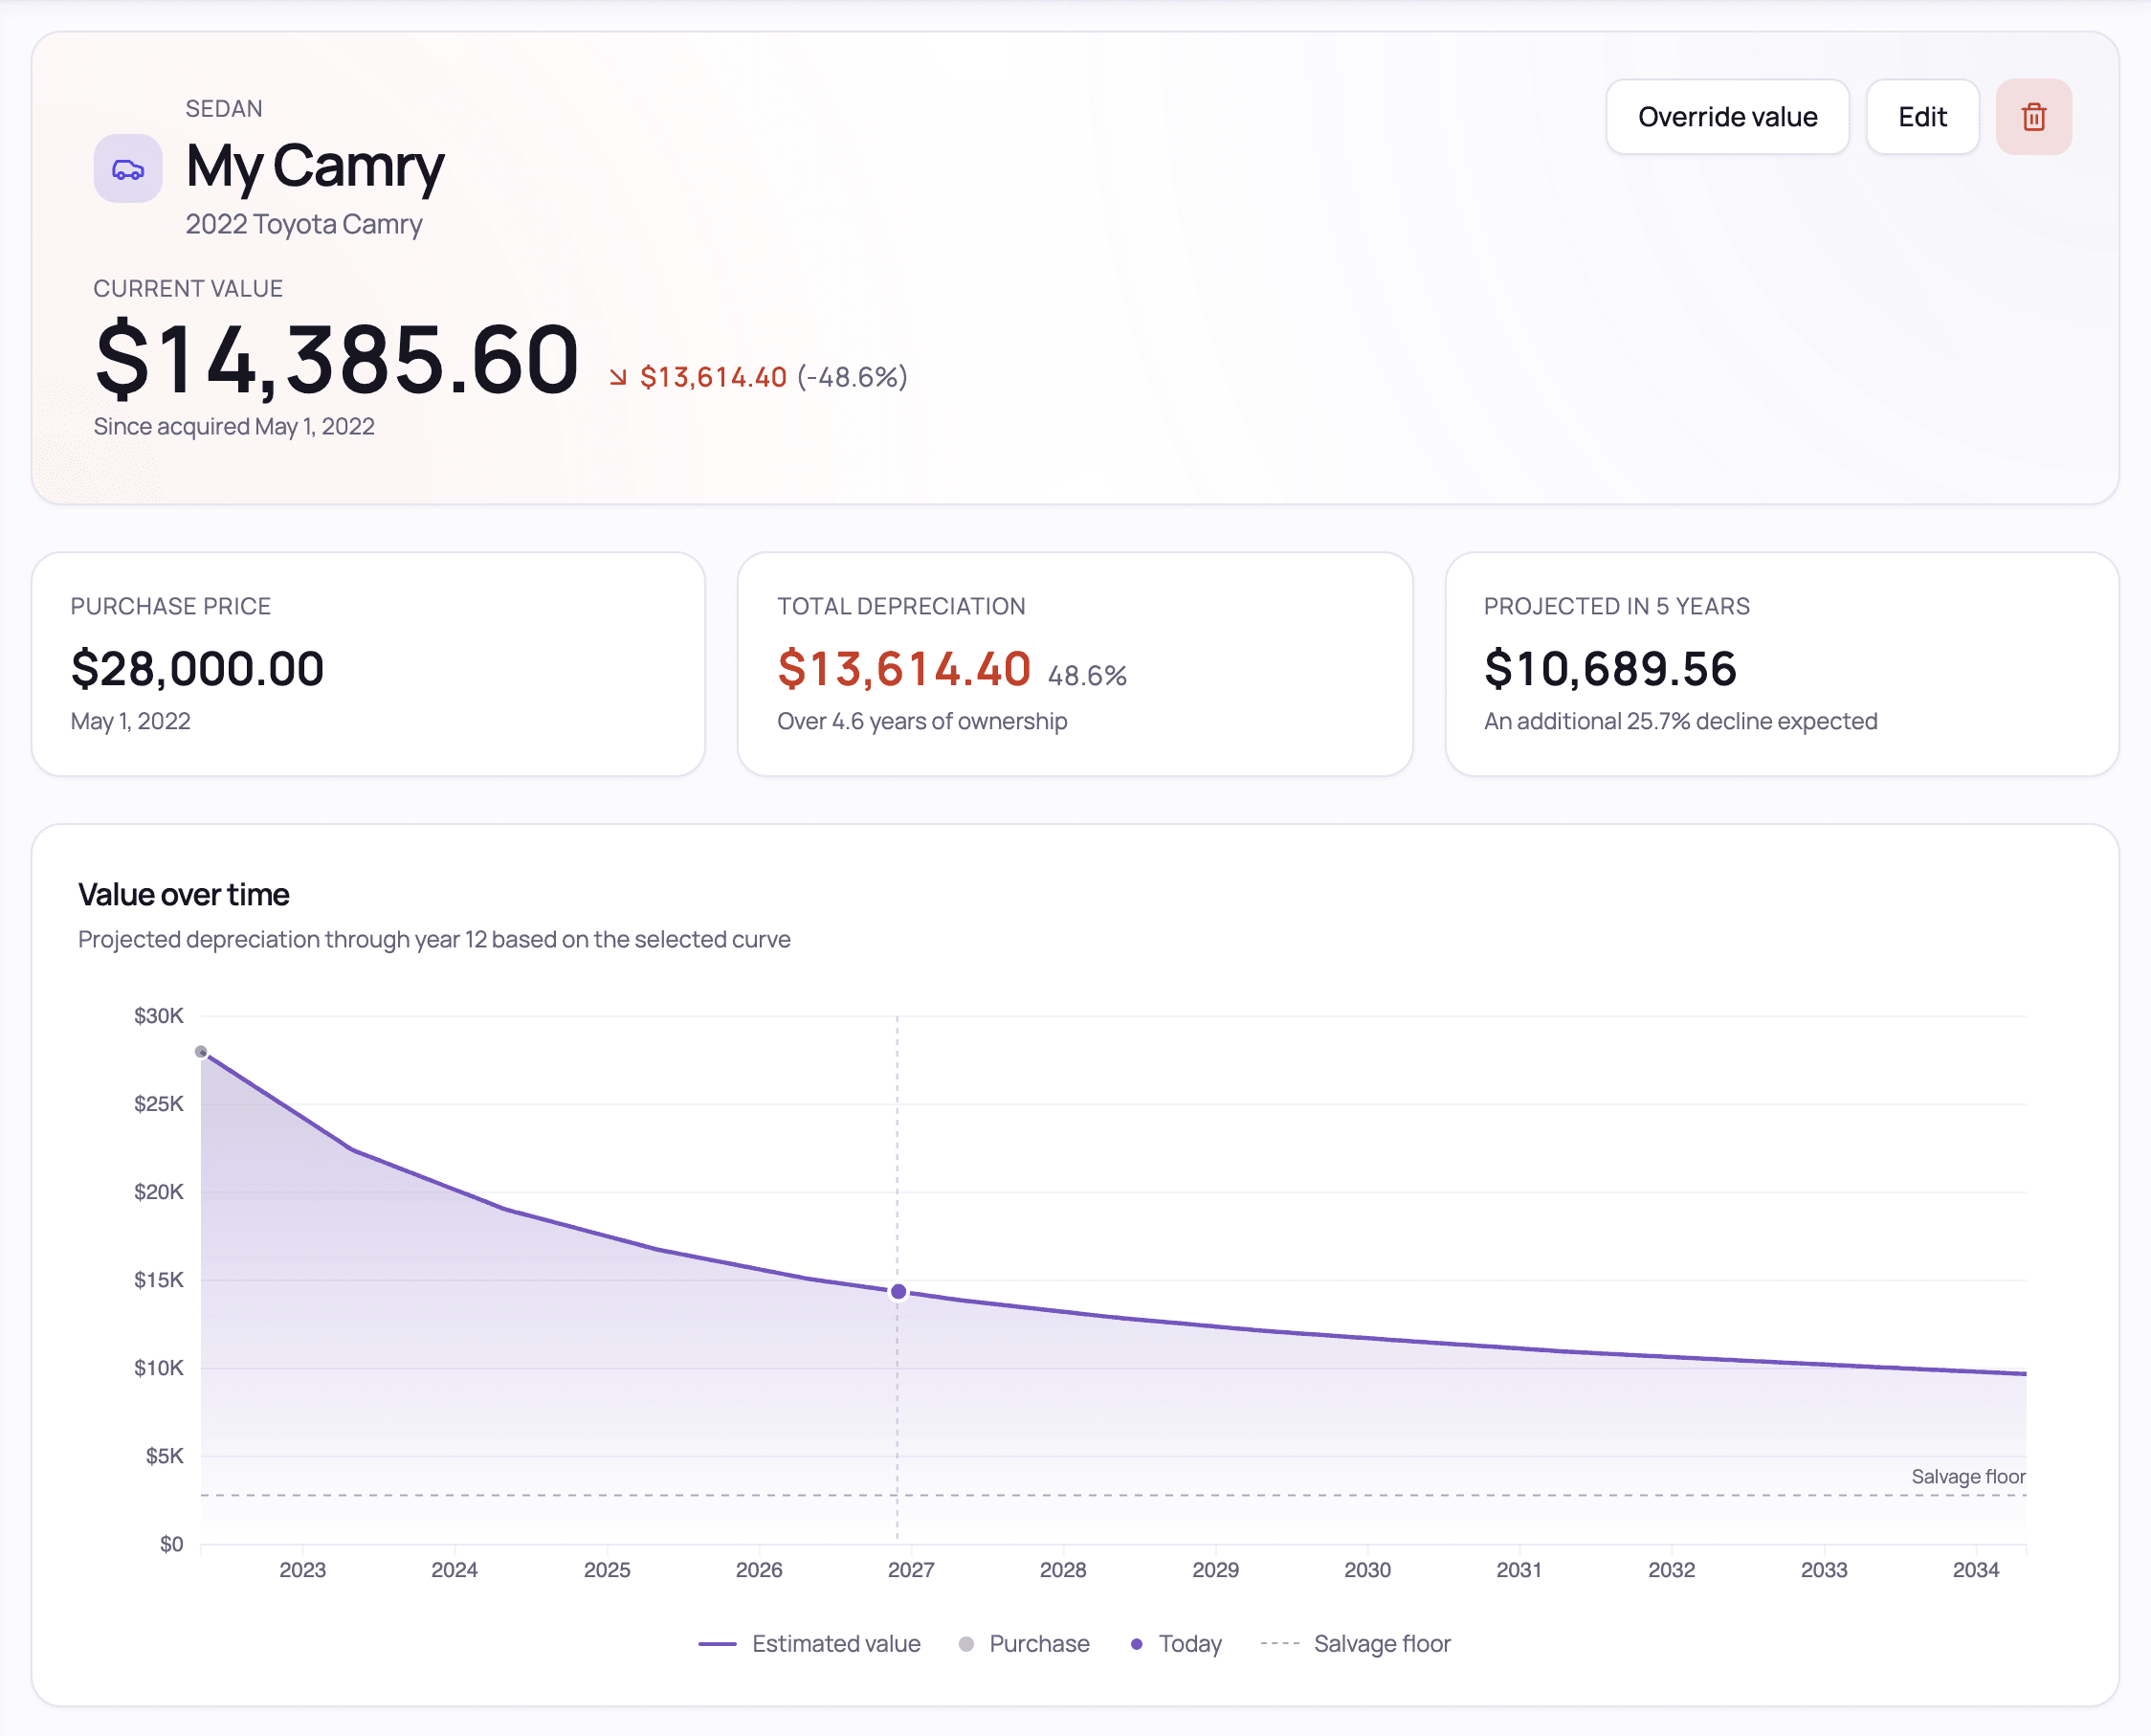 SEDAN
My Camry
2022 Toyota Camry
Override value
Edit
CURRENT VALUE
$14,385.60
$13,614.40 (-48.6%)
Since acquired May 1, 2022
PURCHASE PRICE
$28,000.00
May 1, 2022
TOTAL DEPRECIATION
$13,614.40 48.6%
Over 4.6 years of ownership
PROJECTED IN 5 YEARS
$10,689.56
An additional 25.7% decline expected
Value over time
Projected depreciation through year 12 based on the selected curve
$30K
$25K
$20K
$15K
$10K
$5K
$0
Salvage floor
2023 2024 2025 2026 2027 2028 2029 2030 2031 2032 2033 2034
Estimated value Purchase Today Salvage floor